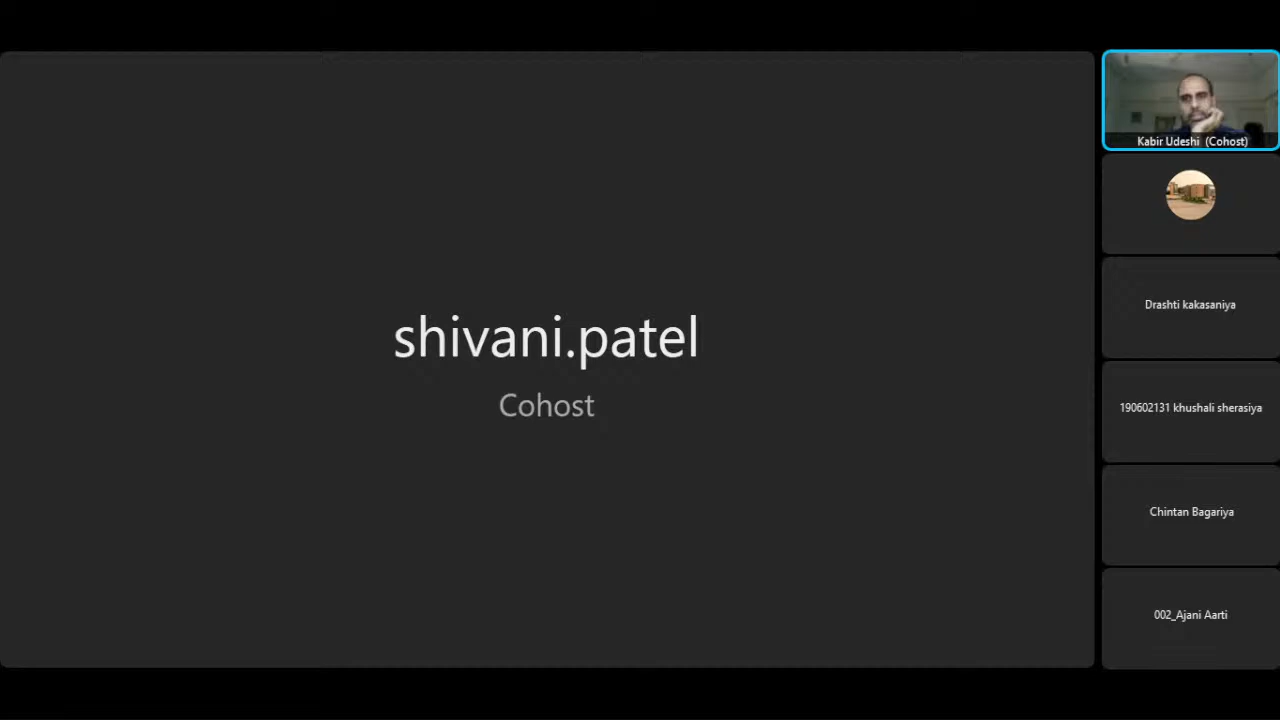 shivani.patel
Cohost
Kabir Udeshi (Cohost)
Drashti kakasaniya
190602131 khushali sherasiya
Chintan Bagariya
002_Ajani Aarti